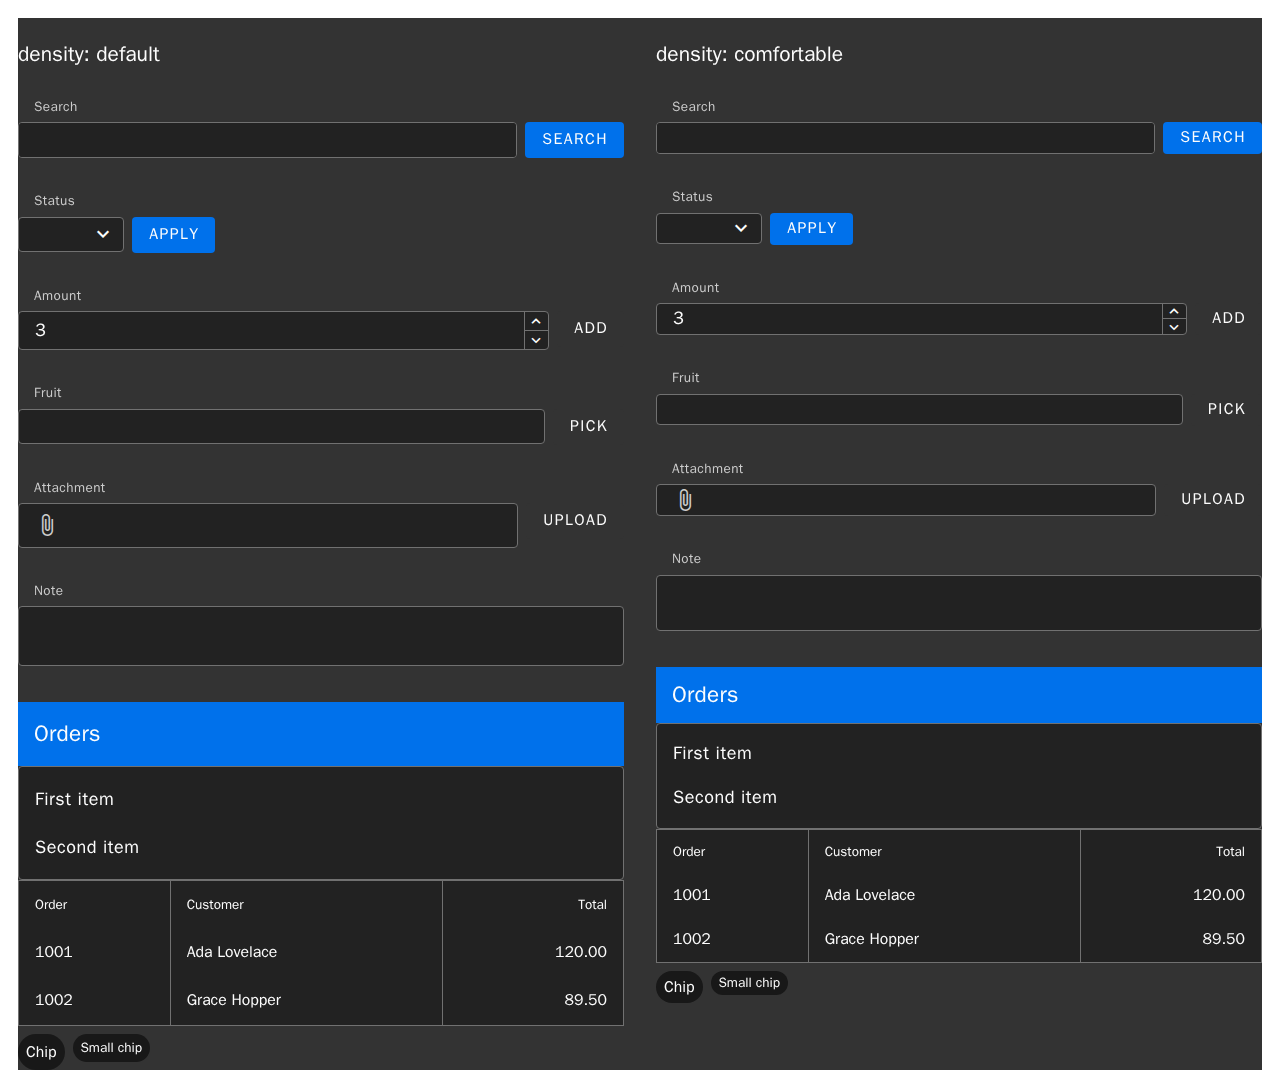 density: default
Search
SEARCH
Status
APPLY
Amount
3
ADD
Fruit
PICK
Attachment
UPLOAD
Note
Orders
First item
Second item
Order Customer Total
1001 Ada Lovelace 120.00
1002 Grace Hopper 89.50
Chip Small chip
density: comfortable
Search
SEARCH
Status
APPLY
Amount
3
ADD
Fruit
PICK
Attachment
UPLOAD
Note
Orders
First item
Second item
Order Customer Total
1001 Ada Lovelace 120.00
1002 Grace Hopper 89.50
Chip Small chip